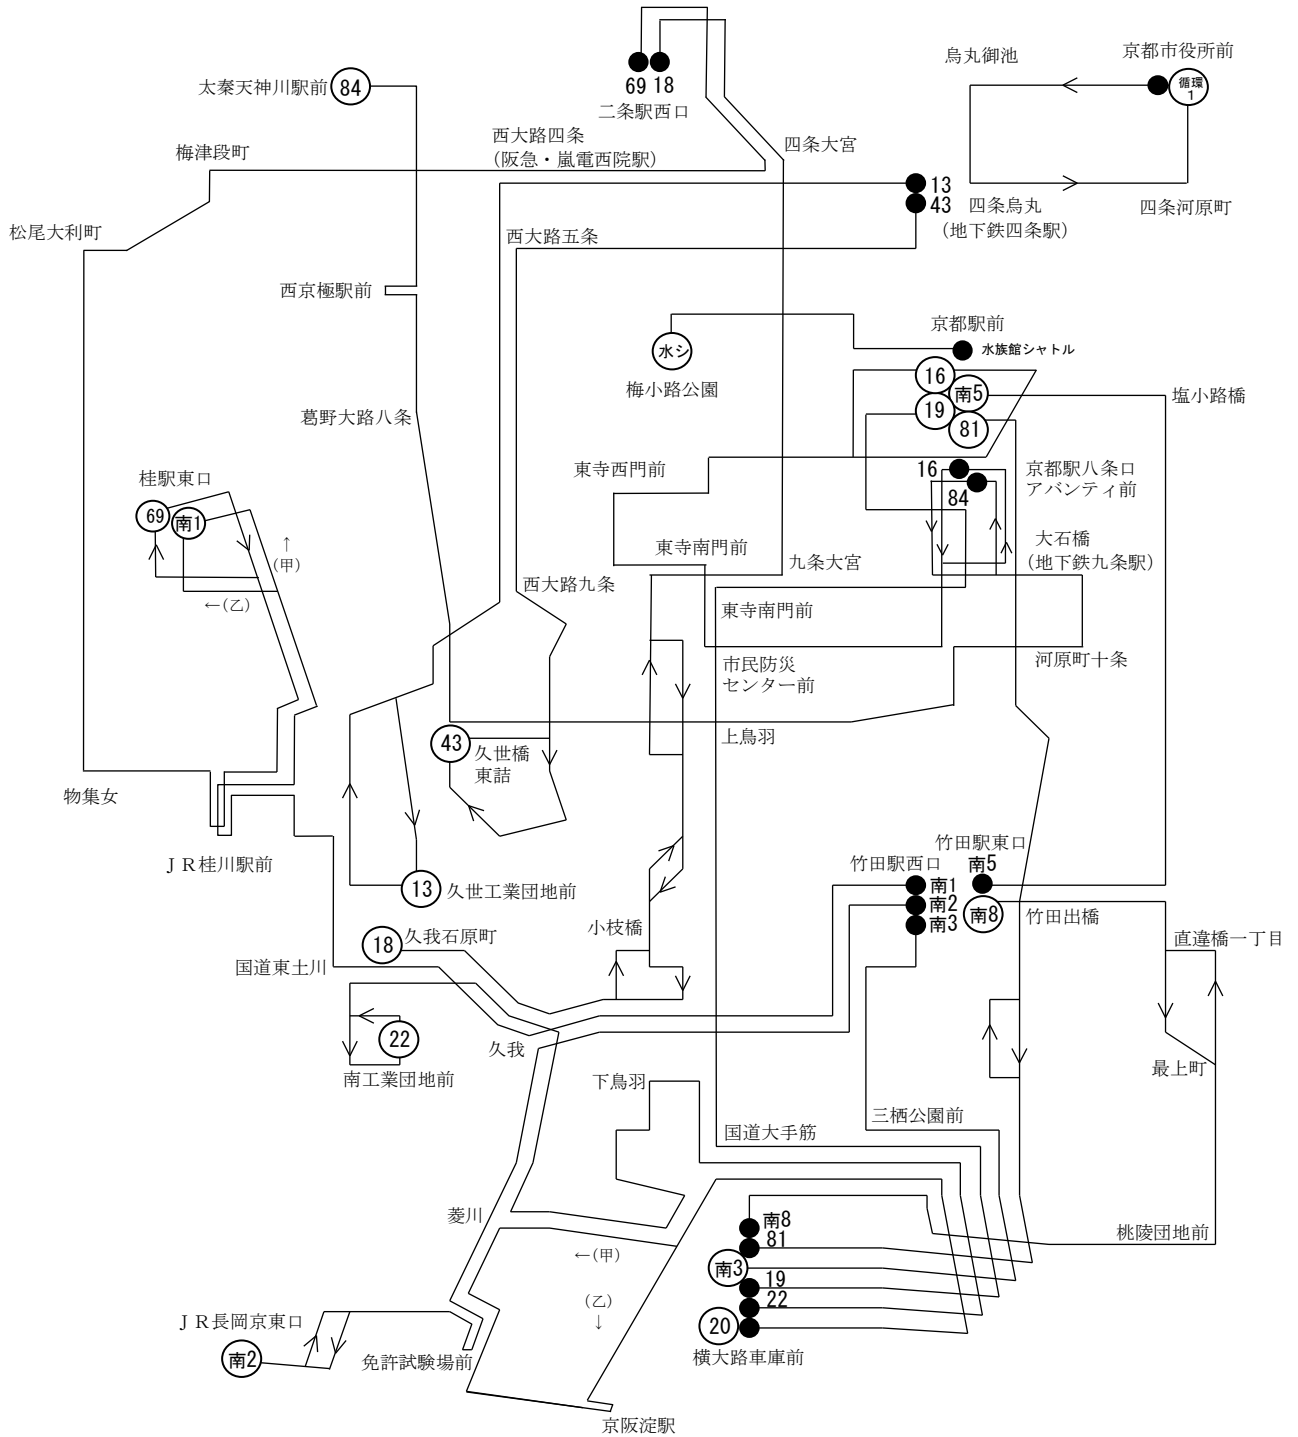 烏丸御池
京都市役所前
循環
1
69
18
二条駅西口
太秦天神川駅前
84
四条大宮
西大路四条
(阪急・嵐電西院駅)
梅津段町
13
43
四条烏丸
(地下鉄四条駅)
四条河原町
松尾大利町
西大路五条
西京極駅前
京都駅前
水族館シャトル
水シ
梅小路公園
16
南5
19
81
塩小路橋
葛野大路八条
東寺西門前
16
84
京都駅八条口
アバンティ前
桂駅東口
69
南1
↑
(甲)
←(乙)
東寺南門前
九条大宮
大石橋
(地下鉄九条駅)
西大路九条
東寺南門前
市民防災
センター前
河原町十条
上鳥羽
43
久世橋
東詰
物集女
JR桂川駅前
13
久世工業団地前
竹田駅東口
南5
竹田駅西口
南1
南2
南3
南8
竹田出橋
18
久我石原町
小枝橋
直違橋一丁目
国道東土川
22
南工業団地前
久我
最上町
下鳥羽
三栖公園前
国道大手筋
菱川
南8
81
桃陵団地前
←(甲)
南3
19
(乙)
↓
22
20
横大路車庫前
JR長岡京東口
南2
免許試験場前
京阪淀駅